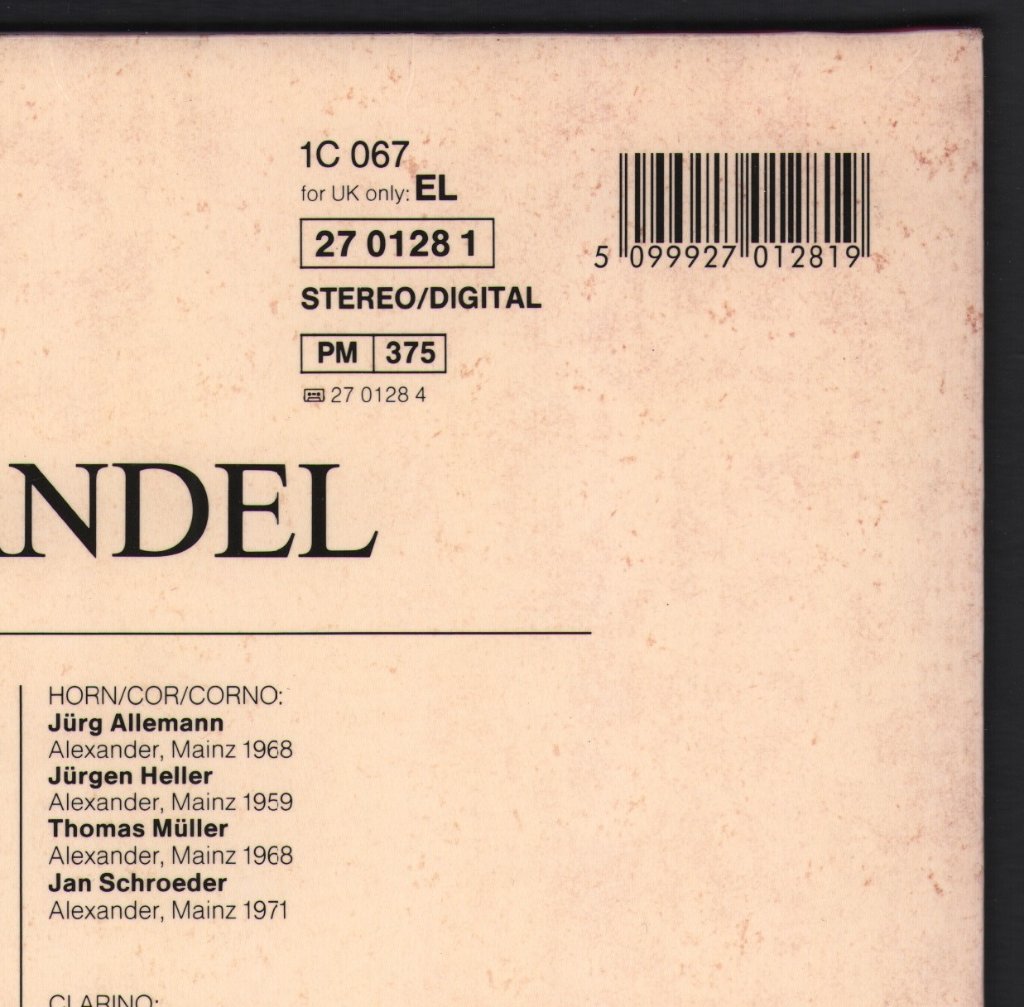 1C 067
for UK only: EL
27 0128 1
STEREO/DIGITAL
PM 375
27 0128 4
5 099927 012819
ANDEL
HORN/COR/CORNO:
Jürg Allemann
Alexander, Mainz 1968
Jürgen Heller
Alexander, Mainz 1959
Thomas Müller
Alexander, Mainz 1968
Jan Schroeder
Alexander, Mainz 1971
CLARINO: